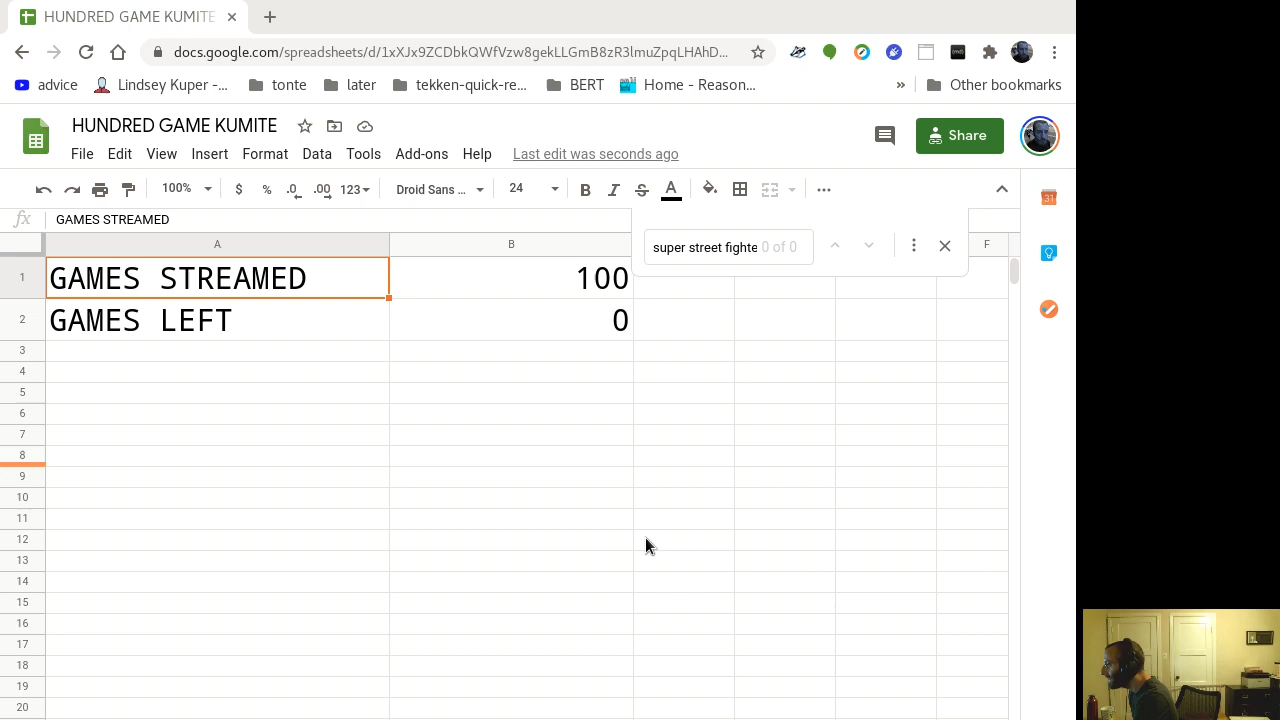 HUNDRED GAME KUMITE
docs.google.com/spreadsheets/d/1xXJx9ZCDbkQWfVzw8gekLLGmB8zR3lmuZpqLHAhD...
advice
Lindsey Kuper -...
tonte
later
tekken-quick-re...
BERT
Home - Reason...
»
Other bookmarks
HUNDRED GAME KUMITE
Share
File Edit View Insert Format Data Tools Add-ons Help Last edit was seconds ago
100% $ % .0 .00 123 Droid Sans ... 24 B I S A
fx GAMES STREAMED
super street fighte 0 of 0
A B F
1 GAMES STREAMED 100
2 GAMES LEFT 0
3
4
5
6
7
8
9
10
11
12
13
14
15
16
17
18
19
20
31